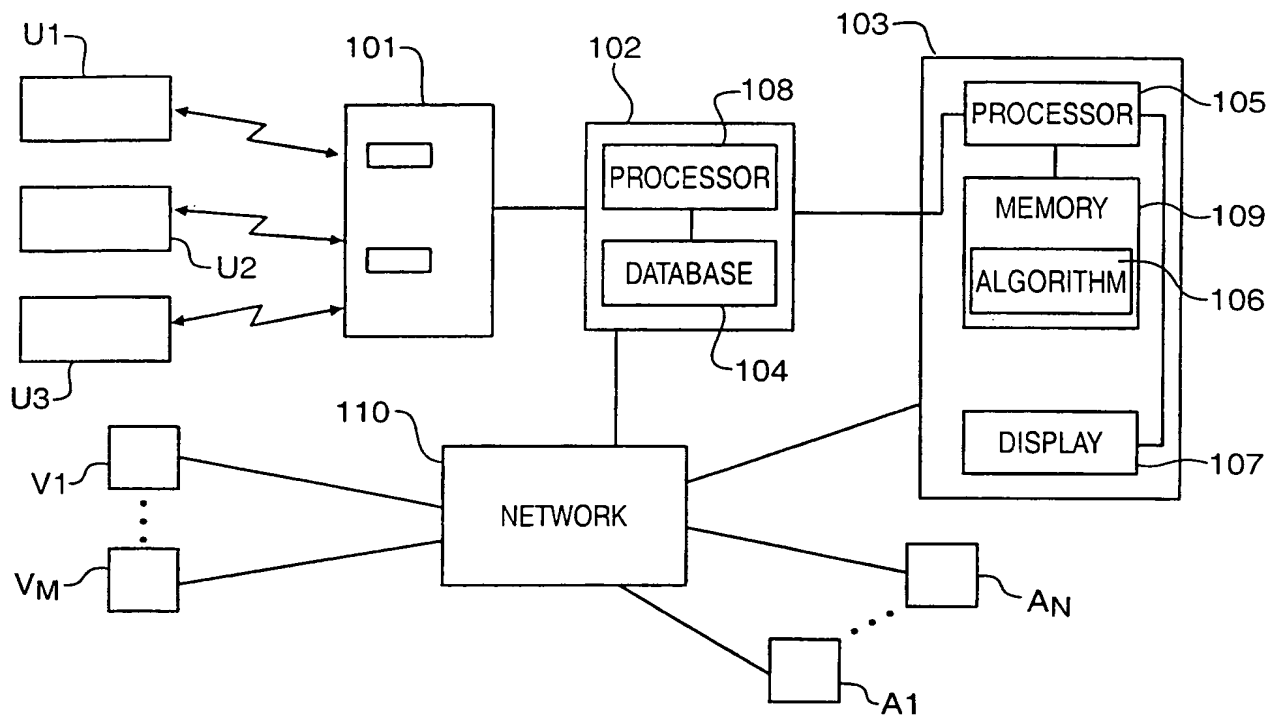 U1
101
102
103
108
PROCESSOR
105
PROCESSOR
MEMORY
109
U2
DATABASE
ALGORITHM
106
U3
104
110
DISPLAY
107
V1
NETWORK
VM
AN
A1